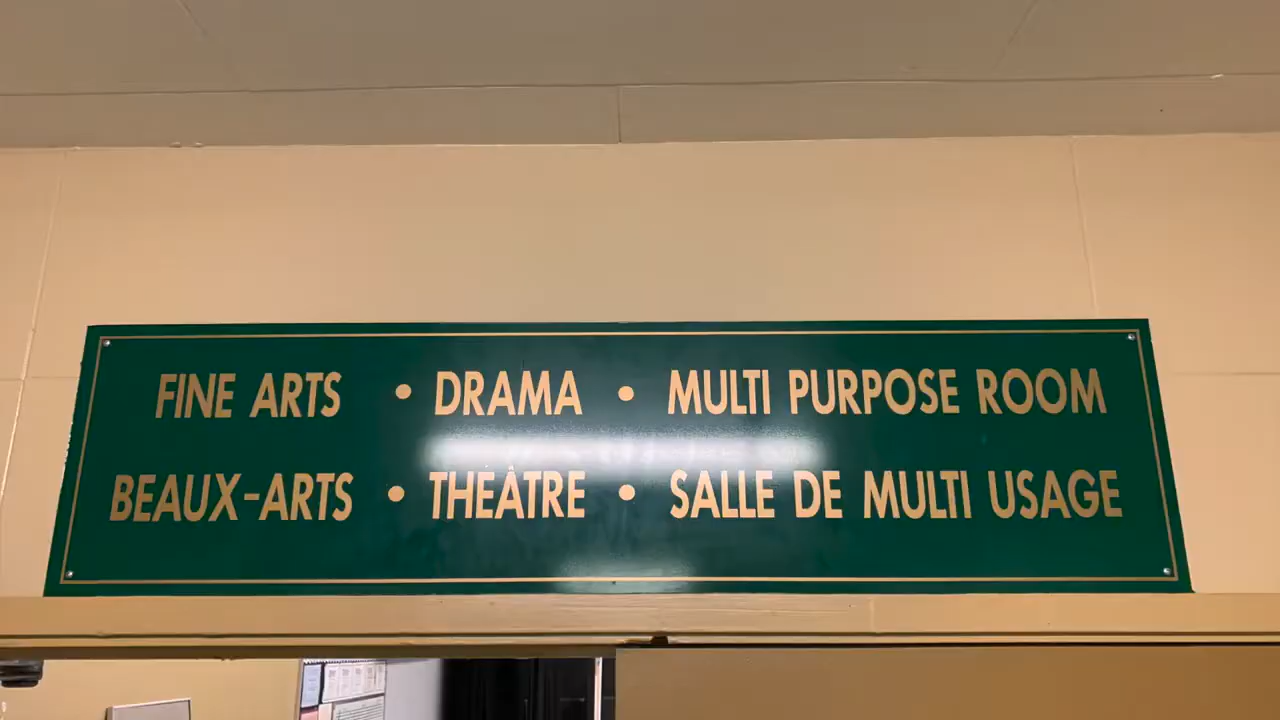 FINE ARTS • DRAMA • MULTI PURPOSE ROOM
BEAUX-ARTS • THEÂTRE • SALLE DE MULTI USAGE